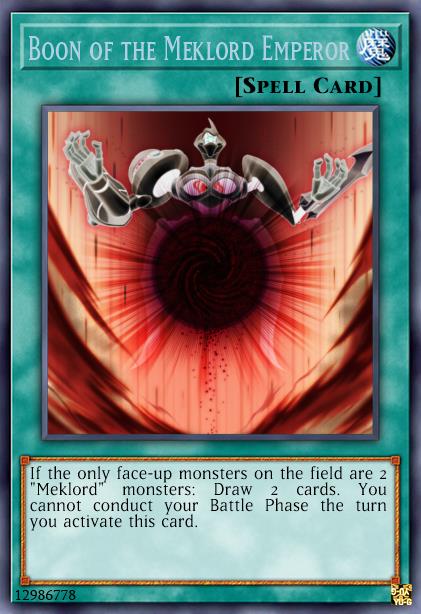 Boon of the Meklord Emperor 魔
[Spell Card]
If the only face-up monsters on the field are 2
"Meklord" monsters: Draw 2 cards. You
cannot conduct your Battle Phase the turn
you activate this card.
12986778